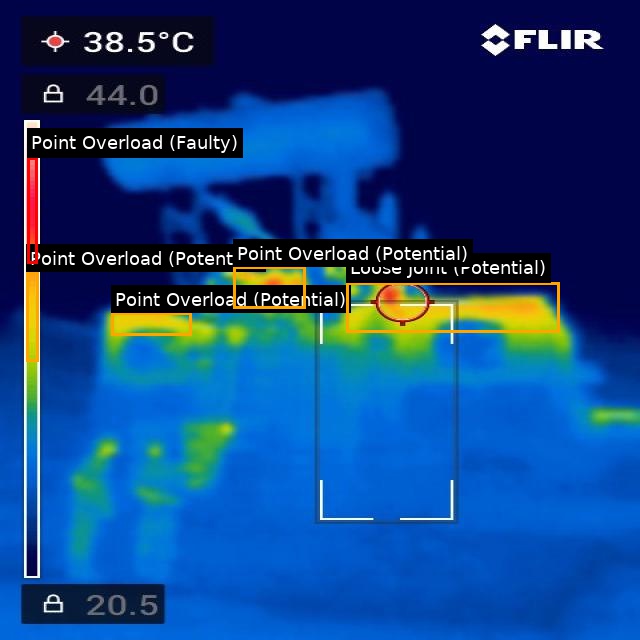 38.5°C
FLIR
44.0
Point Overload (Faulty)
Point Overload (Potent
Point Overload (Potential)
Loose Joint (Potential)
Point Overload (Potential)
20.5